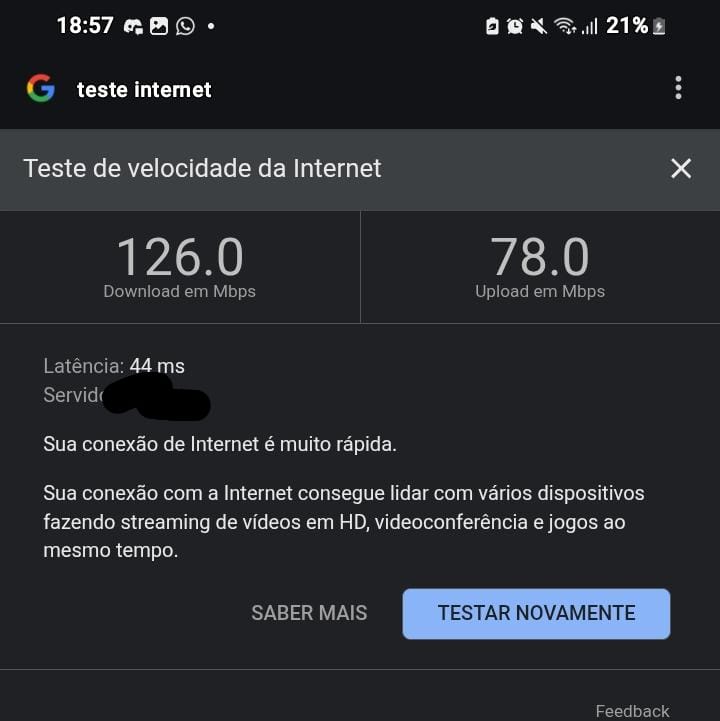 18:57 21%
teste internet
Teste de velocidade da Internet
126.0 78.0
Download em Mbps Upload em Mbps
Latência: 44 ms
Sua conexão de Internet é muito rápida.
Sua conexão com a Internet consegue lidar com vários dispositivos
fazendo streaming de vídeos em HD, videoconferência e jogos ao
mesmo tempo.
SABER MAIS TESTAR NOVAMENTE
Feedback